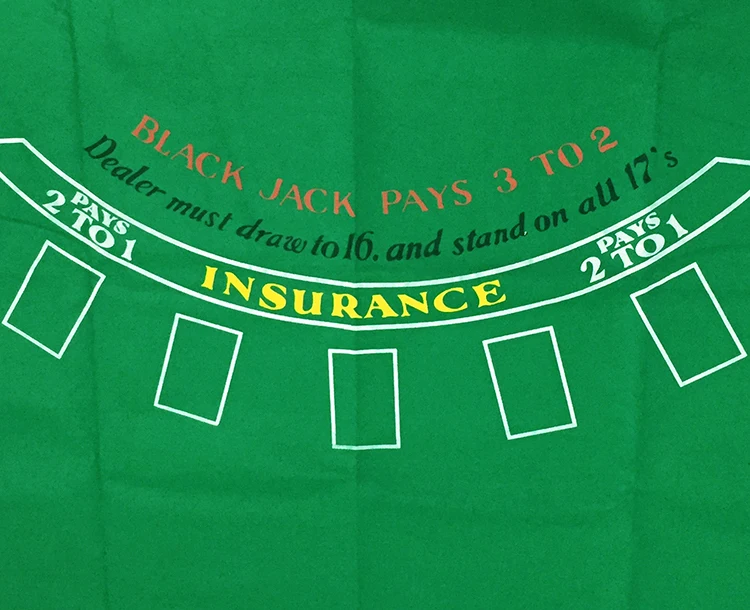 BLACK JACK PAYS 3 TO 2
Dealer must draw to 16. and stand on all 17's
PAYS
2 TO 1
INSURANCE
PAYS
2 TO 1